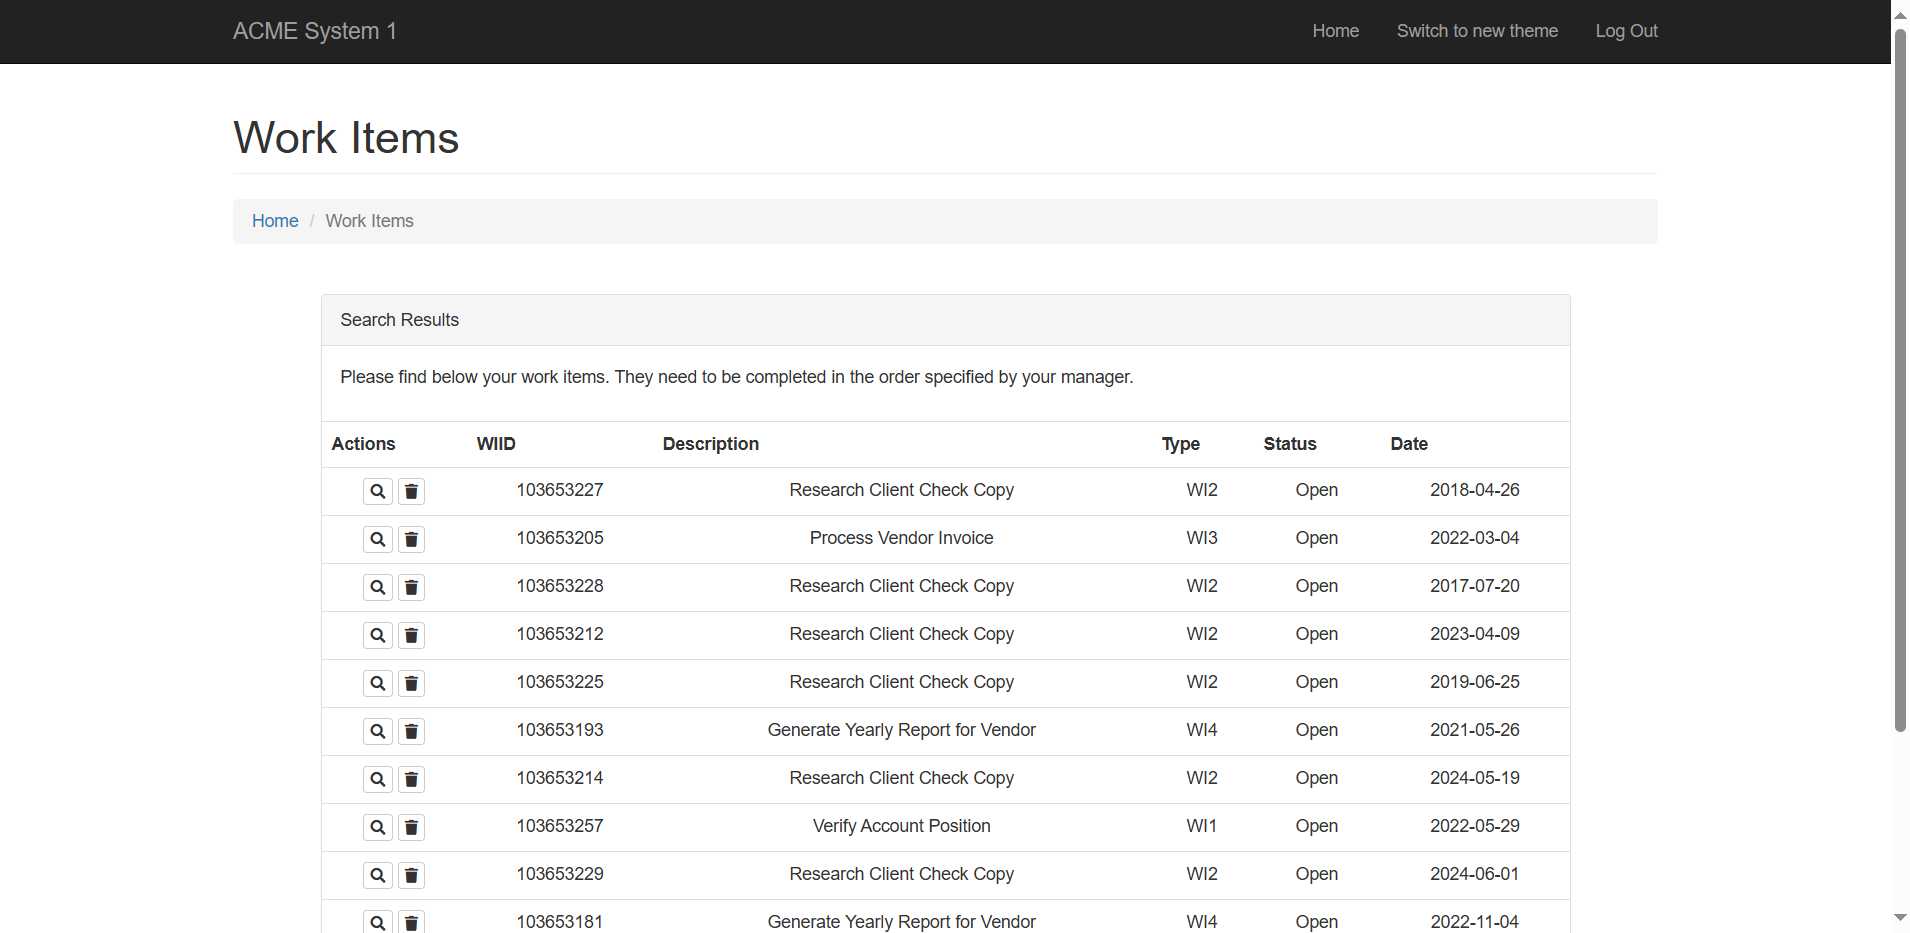 ACME System 1 Home Switch to new theme Log Out
Work Items
Home / Work Items
Search Results
Please find below your work items. They need to be completed in the order specified by your manager.
Actions WIID Description Type Status Date
103653227 Research Client Check Copy WI2 Open 2018-04-26
103653205 Process Vendor Invoice WI3 Open 2022-03-04
103653228 Research Client Check Copy WI2 Open 2017-07-20
103653212 Research Client Check Copy WI2 Open 2023-04-09
103653225 Research Client Check Copy WI2 Open 2019-06-25
103653193 Generate Yearly Report for Vendor WI4 Open 2021-05-26
103653214 Research Client Check Copy WI2 Open 2024-05-19
103653257 Verify Account Position WI1 Open 2022-05-29
103653229 Research Client Check Copy WI2 Open 2024-06-01
103653181 Generate Yearly Report for Vendor WI4 Open 2022-11-04